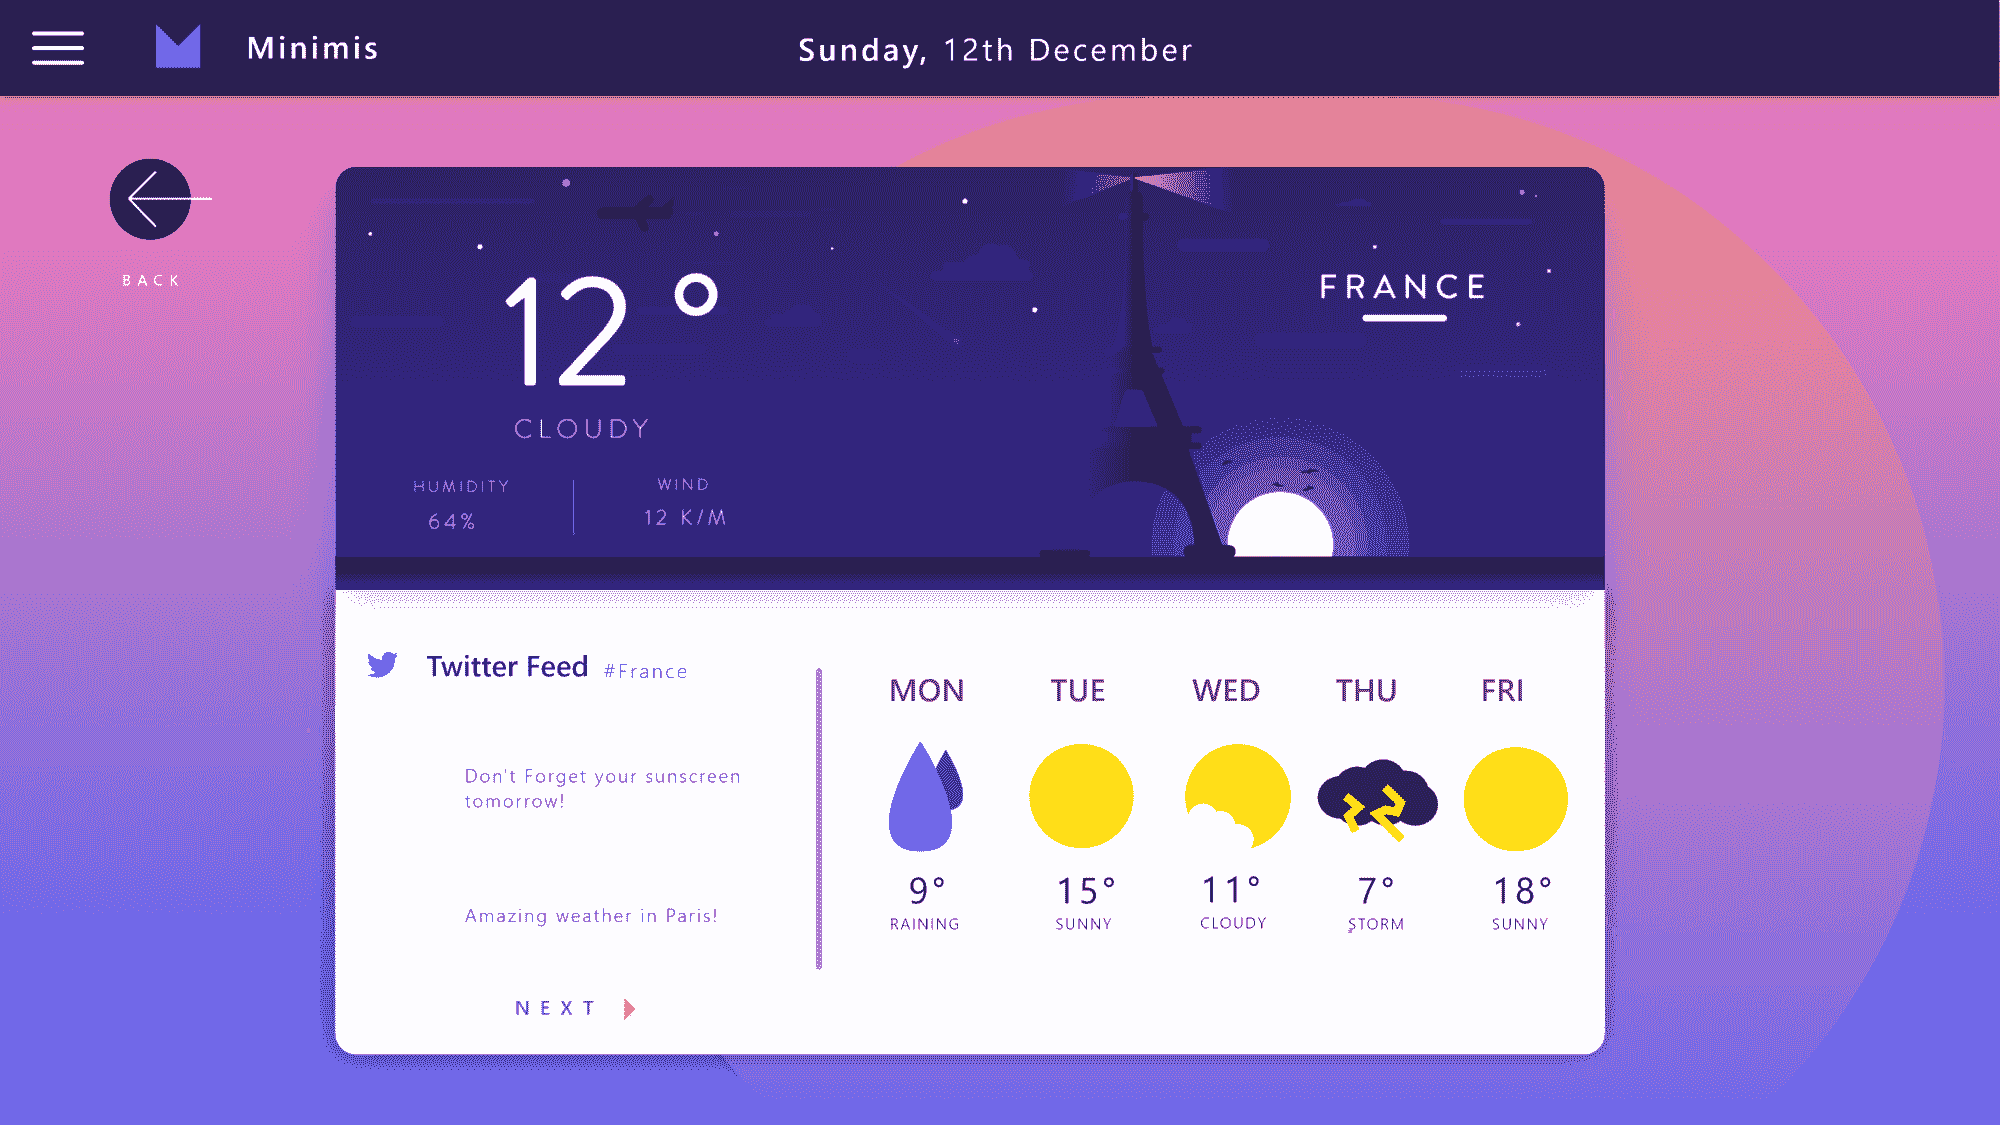 Minimis
Sunday, 12th December
BACK
12°
CLOUDY
HUMIDITY
64%
WIND
12 K/M
FRANCE
Twitter Feed #France
Don't Forget your sunscreen
tomorrow!
Amazing weather in Paris!
NEXT
MON TUE WED THU FRI
9° 15° 11° 7° 18°
RAINING SUNNY CLOUDY STORM SUNNY